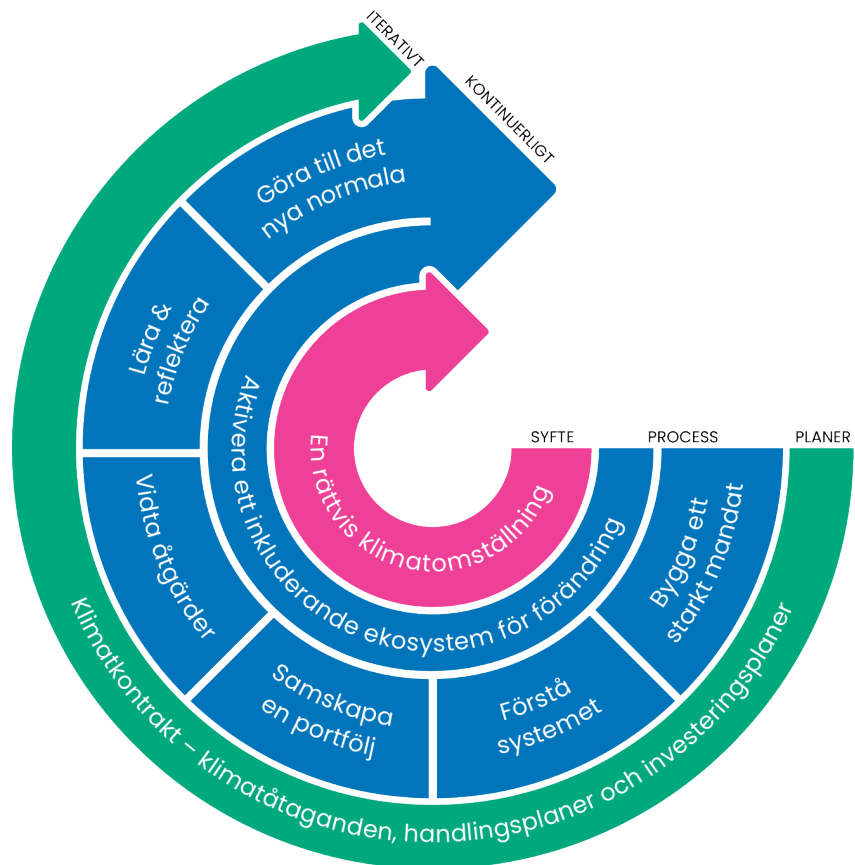 ITERATIVT
KONTINUERLIGT
SYFTE
PROCESS
PLANER
En rättvis klimatomställning
Aktivera ett inkluderande ekosystem för förändring
Bygga ett
starkt mandat
Förstå
systemet
Samskapa
en portfölj
Vidta åtgärder
Lära &
reflektera
Göra till det
nya normala
Klimatkontrakt – klimatåtaganden, handlingsplaner och investeringsplaner